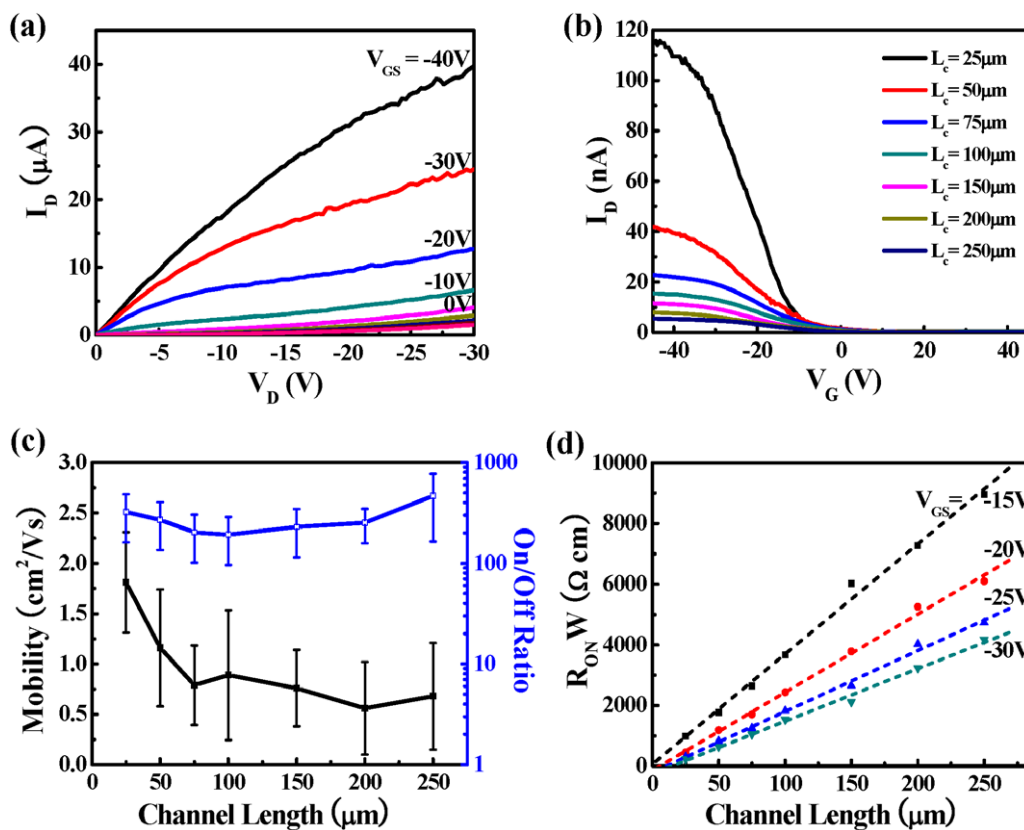 (a)
V_GS = -40V
-30V
-20V
-10V
0V
I_D (μA)
40
30
20
10
0
0 -5 -10 -15 -20 -25 -30
V_D (V)
(b)
I_D (nA)
120
100
80
60
40
20
0
L_c = 25μm
L_c = 50μm
L_c = 75μm
L_c = 100μm
L_c = 150μm
L_c = 200μm
L_c = 250μm
-40 -20 0 20 40
V_G (V)
(c)
Mobility (cm²/Vs)
3.0
2.5
2.0
1.5
1.0
0.5
0.0
1000
100
10
1
On/Off Ratio
0 50 100 150 200 250
Channel Length (μm)
(d)
R_ON W (Ω cm)
10000
8000
6000
4000
2000
0
V_GS = -15V
-20V
-25V
-30V
0 50 100 150 200 250
Channel Length (μm)